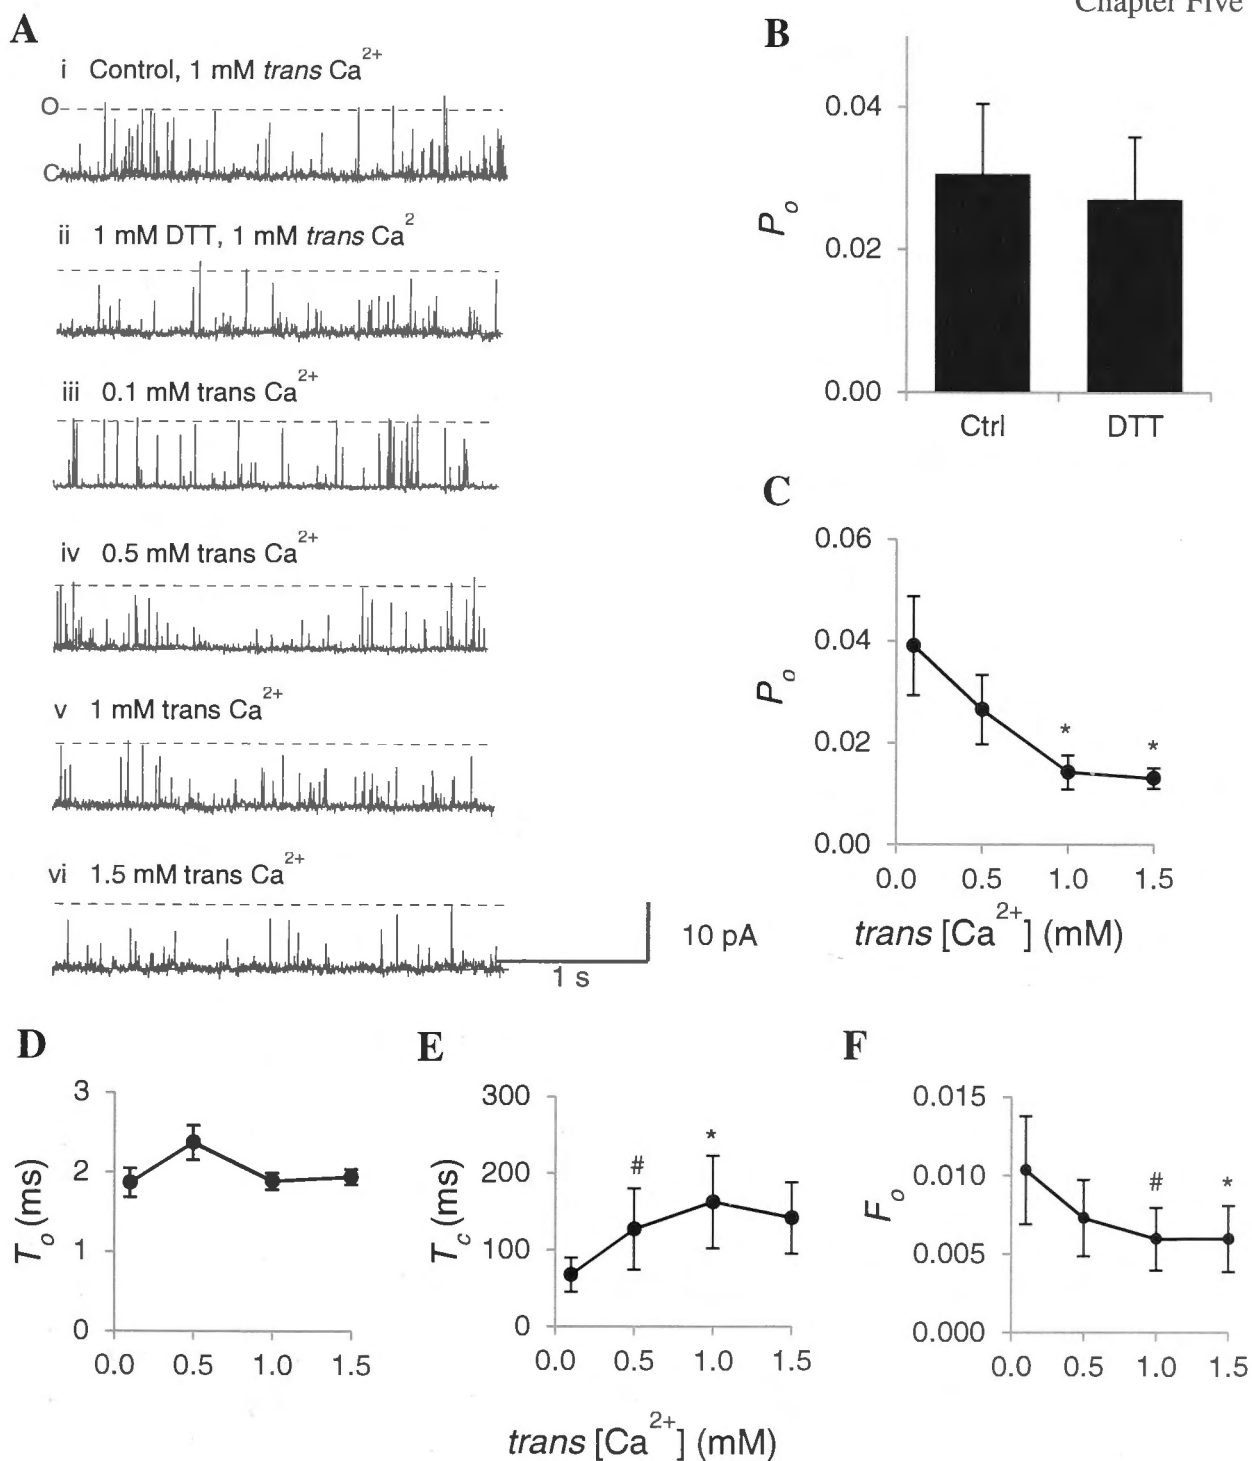 Chapter Five
A
i Control, 1 mM trans Ca2+
O
C
ii 1 mM DTT, 1 mM trans Ca2
iii 0.1 mM trans Ca2+
iv 0.5 mM trans Ca2+
v 1 mM trans Ca2+
vi 1.5 mM trans Ca2+
10 pA
1 s
B
Po
0.04
0.02
0.00
Ctrl DTT
C
Po
0.06
0.04
0.02
0.00
* *
0.0 0.5 1.0 1.5
trans [Ca2+] (mM)
D
To (ms)
3
2
1
0
0.0 0.5 1.0 1.5
E
Tc (ms)
300
200
100
0
# *
0.0 0.5 1.0 1.5
F
Fo
0.015
0.010
0.005
0.000
# *
0.0 0.5 1.0 1.5
trans [Ca2+] (mM)